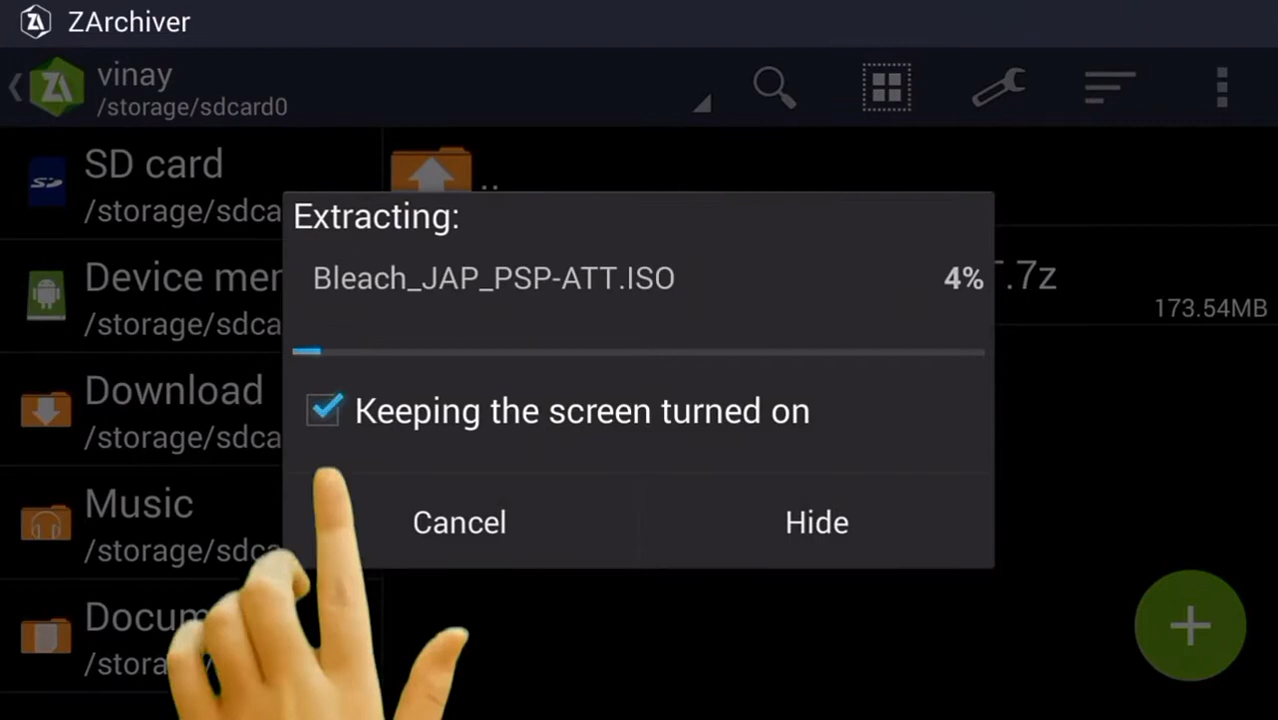 ZArchiver
vinay
/storage/sdcard0
SD card
/storage/sdca
..
Extracting:
Bleach_JAP_PSP-ATT.ISO 4%
Device mer
/storage/sdca
.7z
173.54MB
Keeping the screen turned on
Download
/storage/sdca
Music
/storage/sdca
Cancel Hide
Docum
/stora